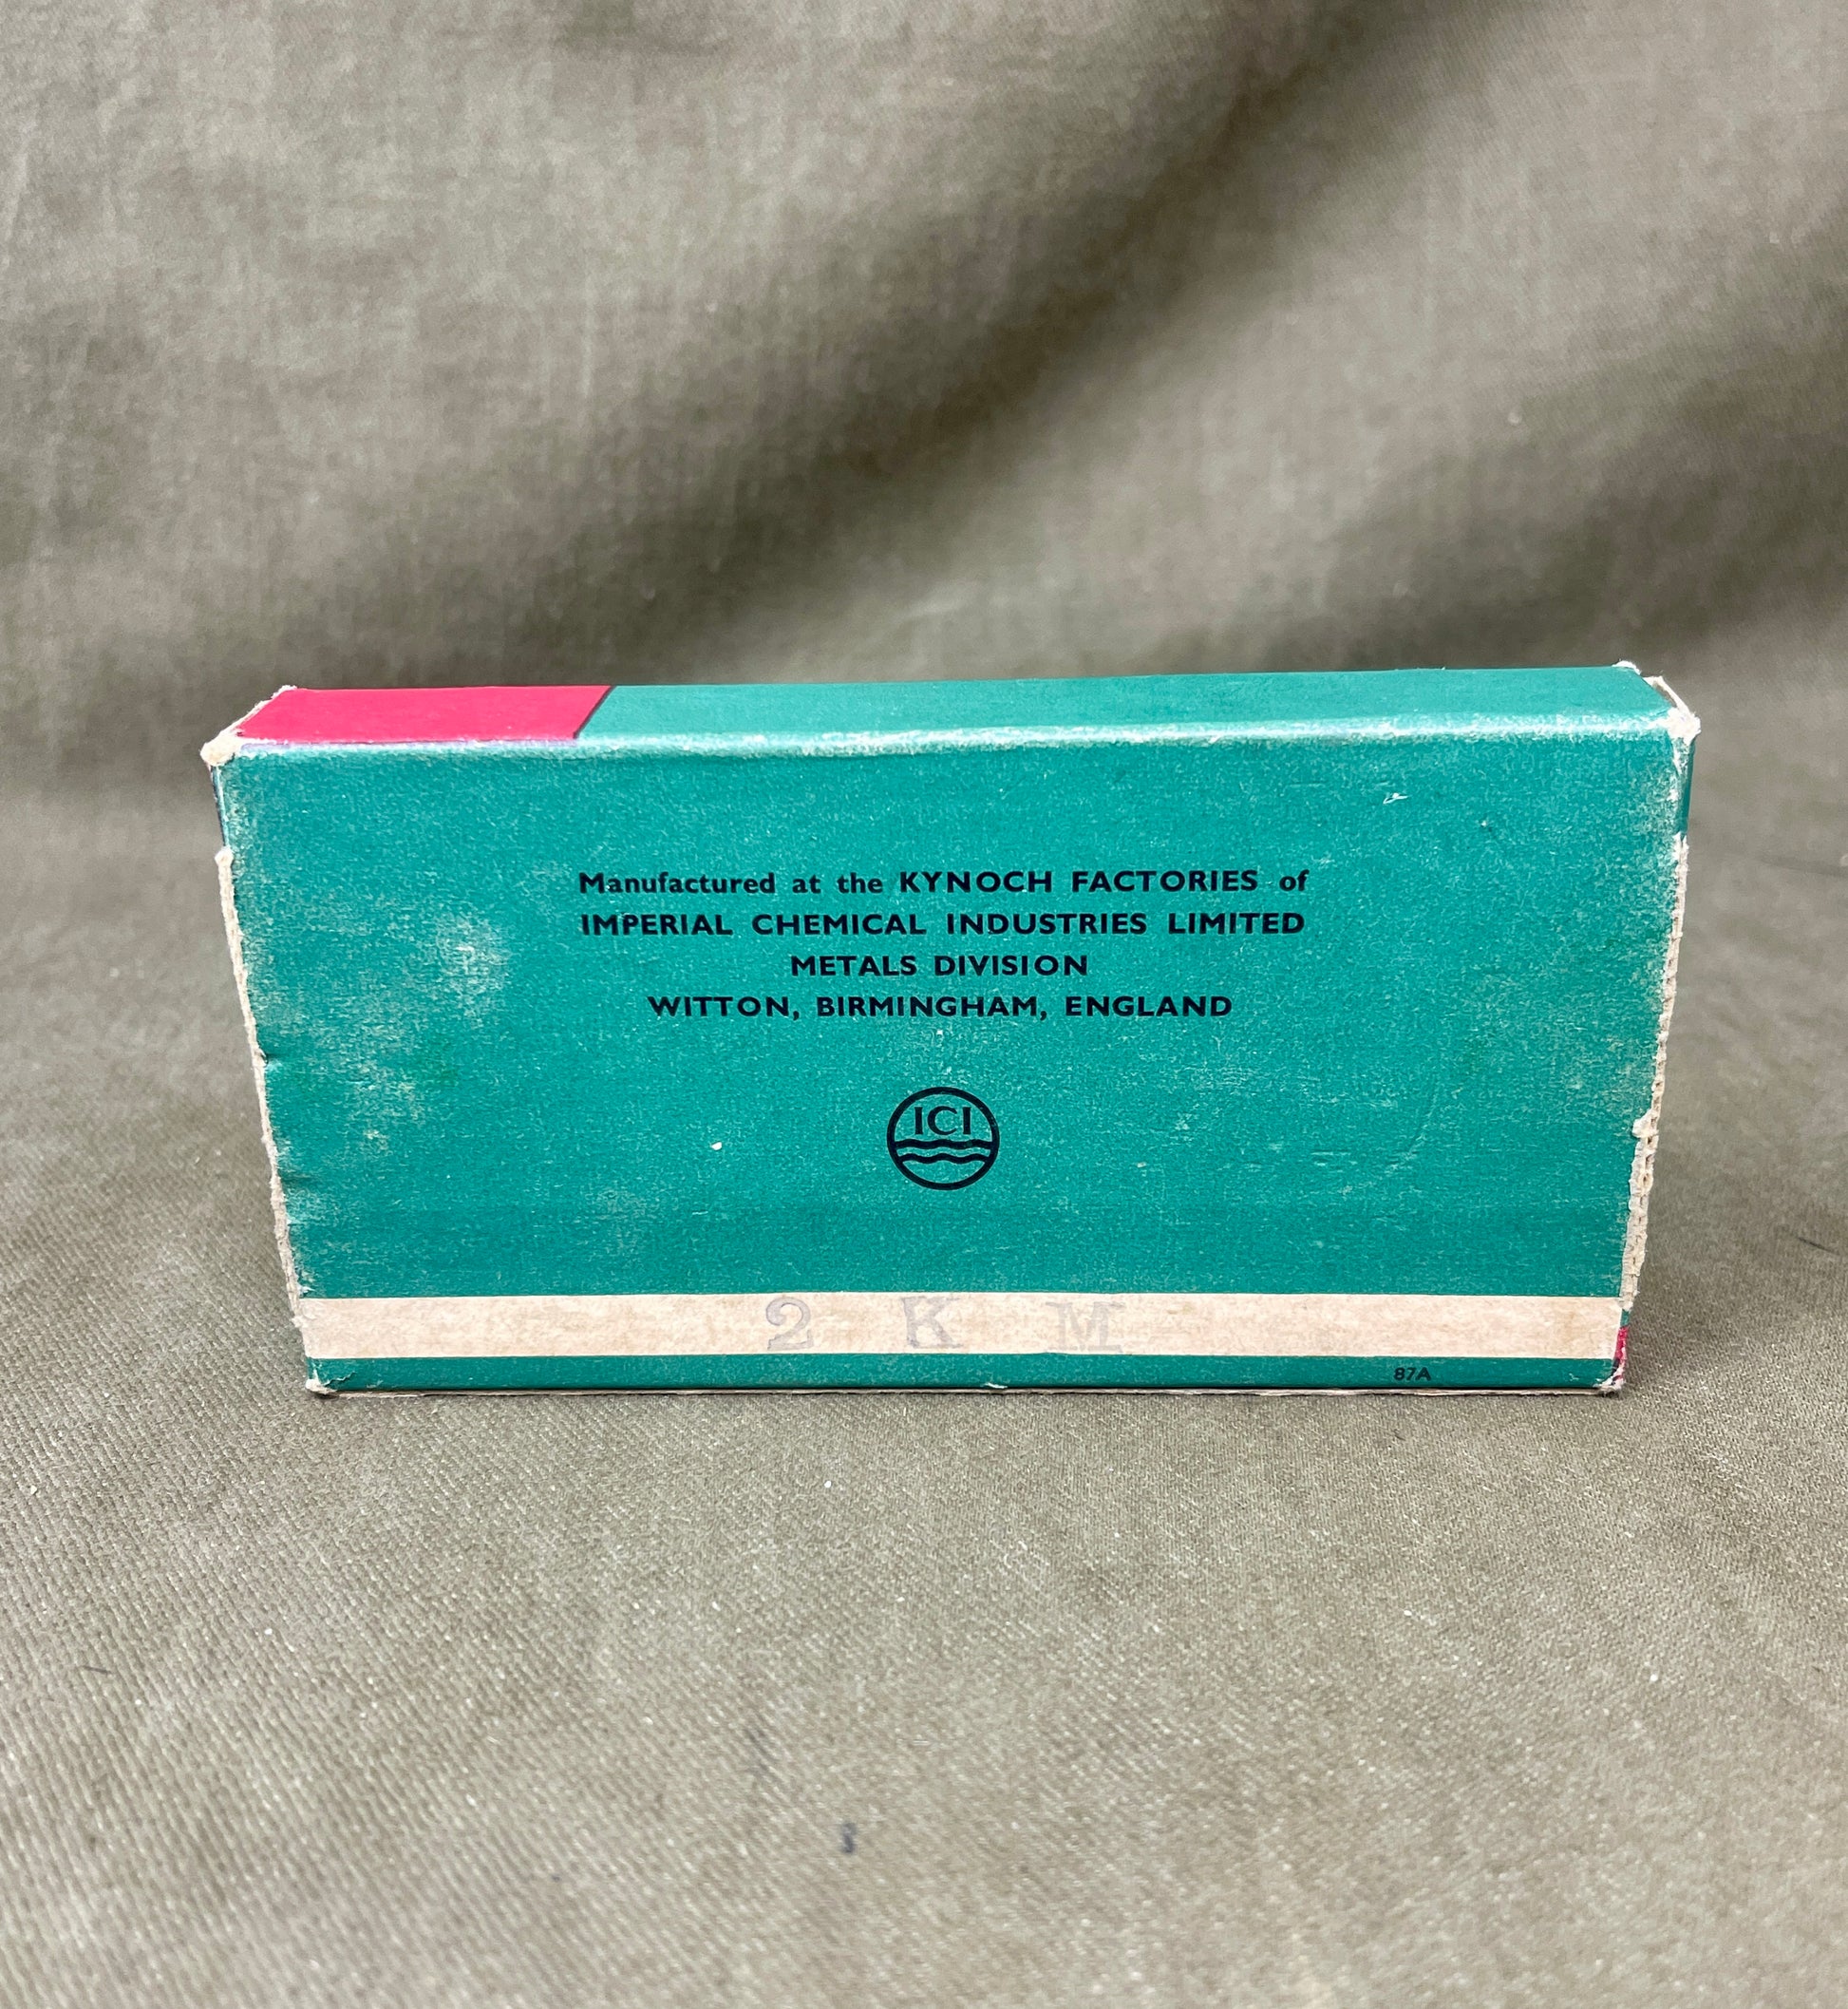 Manufactured at the KYNOCH FACTORIES of
IMPERIAL CHEMICAL INDUSTRIES LIMITED
METALS DIVISION
WITTON, BIRMINGHAM, ENGLAND
ICI
2 K M
87A